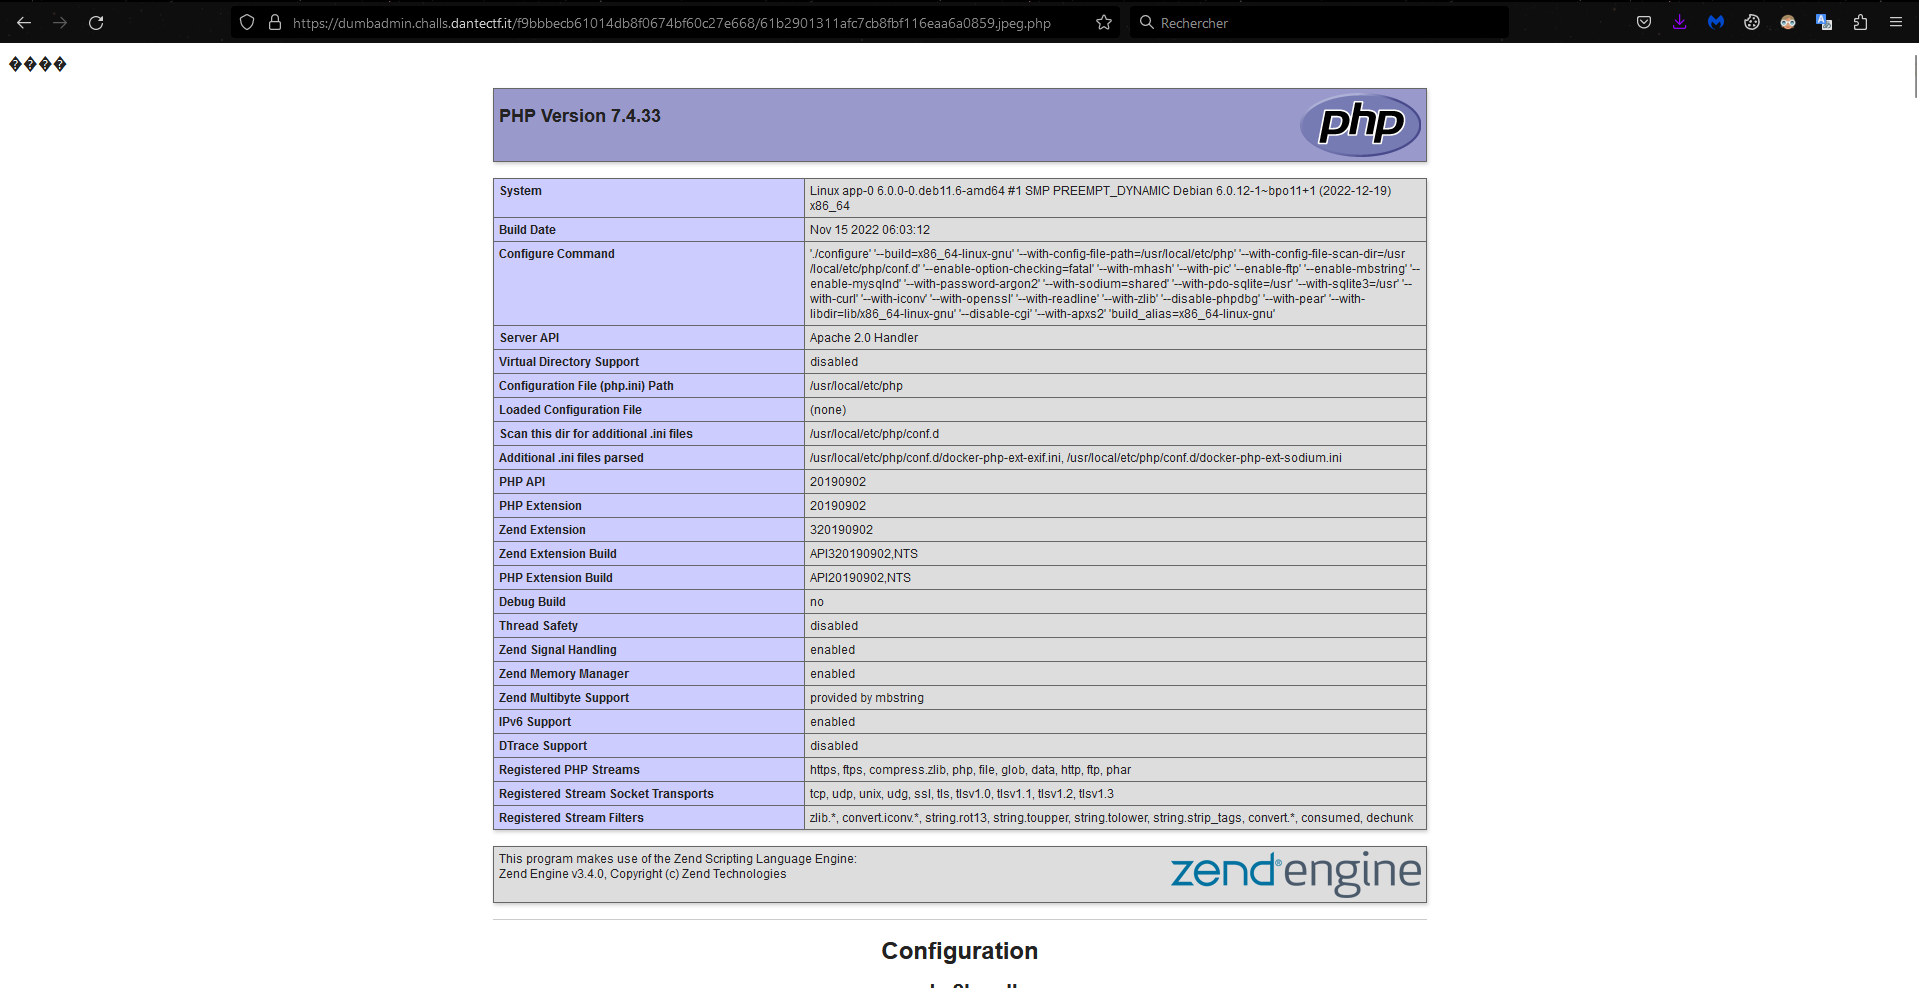 https://dumbadmin.challs.dantectf.it/f9bbbecb61014db8f0674bf60c27e668/61b2901311afc7cb8fbf116eaa6a0859.jpeg.php
Rechercher
����
PHP Version 7.4.33
php
System
Linux app-0 6.0.0-0.deb11.6-amd64 #1 SMP PREEMPT_DYNAMIC Debian 6.0.12-1~bpo11+1 (2022-12-19)
x86_64
Build Date
Nov 15 2022 06:03:12
Configure Command
'./configure' '--build=x86_64-linux-gnu' '--with-config-file-path=/usr/local/etc/php' '--with-config-file-scan-dir=/usr
/local/etc/php/conf.d' '--enable-option-checking=fatal' '--with-mhash' '--with-pic' '--enable-ftp' '--enable-mbstring' '--
enable-mysqlnd' '--with-password-argon2' '--with-sodium=shared' '--with-pdo-sqlite=/usr' '--with-sqlite3=/usr' '--
with-curl' '--with-iconv' '--with-openssl' '--with-readline' '--with-zlib' '--disable-phpdbg' '--with-pear' '--with-
libdir=lib/x86_64-linux-gnu' '--disable-cgi' '--with-apxs2' 'build_alias=x86_64-linux-gnu'
Server API
Apache 2.0 Handler
Virtual Directory Support
disabled
Configuration File (php.ini) Path
/usr/local/etc/php
Loaded Configuration File
(none)
Scan this dir for additional .ini files
/usr/local/etc/php/conf.d
Additional .ini files parsed
/usr/local/etc/php/conf.d/docker-php-ext-exif.ini, /usr/local/etc/php/conf.d/docker-php-ext-sodium.ini
PHP API
20190902
PHP Extension
20190902
Zend Extension
320190902
Zend Extension Build
API320190902,NTS
PHP Extension Build
API20190902,NTS
Debug Build
no
Thread Safety
disabled
Zend Signal Handling
enabled
Zend Memory Manager
enabled
Zend Multibyte Support
provided by mbstring
IPv6 Support
enabled
DTrace Support
disabled
Registered PHP Streams
https, ftps, compress.zlib, php, file, glob, data, http, ftp, phar
Registered Stream Socket Transports
tcp, udp, unix, udg, ssl, tls, tlsv1.0, tlsv1.1, tlsv1.2, tlsv1.3
Registered Stream Filters
zlib.*, convert.iconv.*, string.rot13, string.toupper, string.tolower, string.strip_tags, convert.*, consumed, dechunk
This program makes use of the Zend Scripting Language Engine:
Zend Engine v3.4.0, Copyright (c) Zend Technologies
zend®engine
Configuration